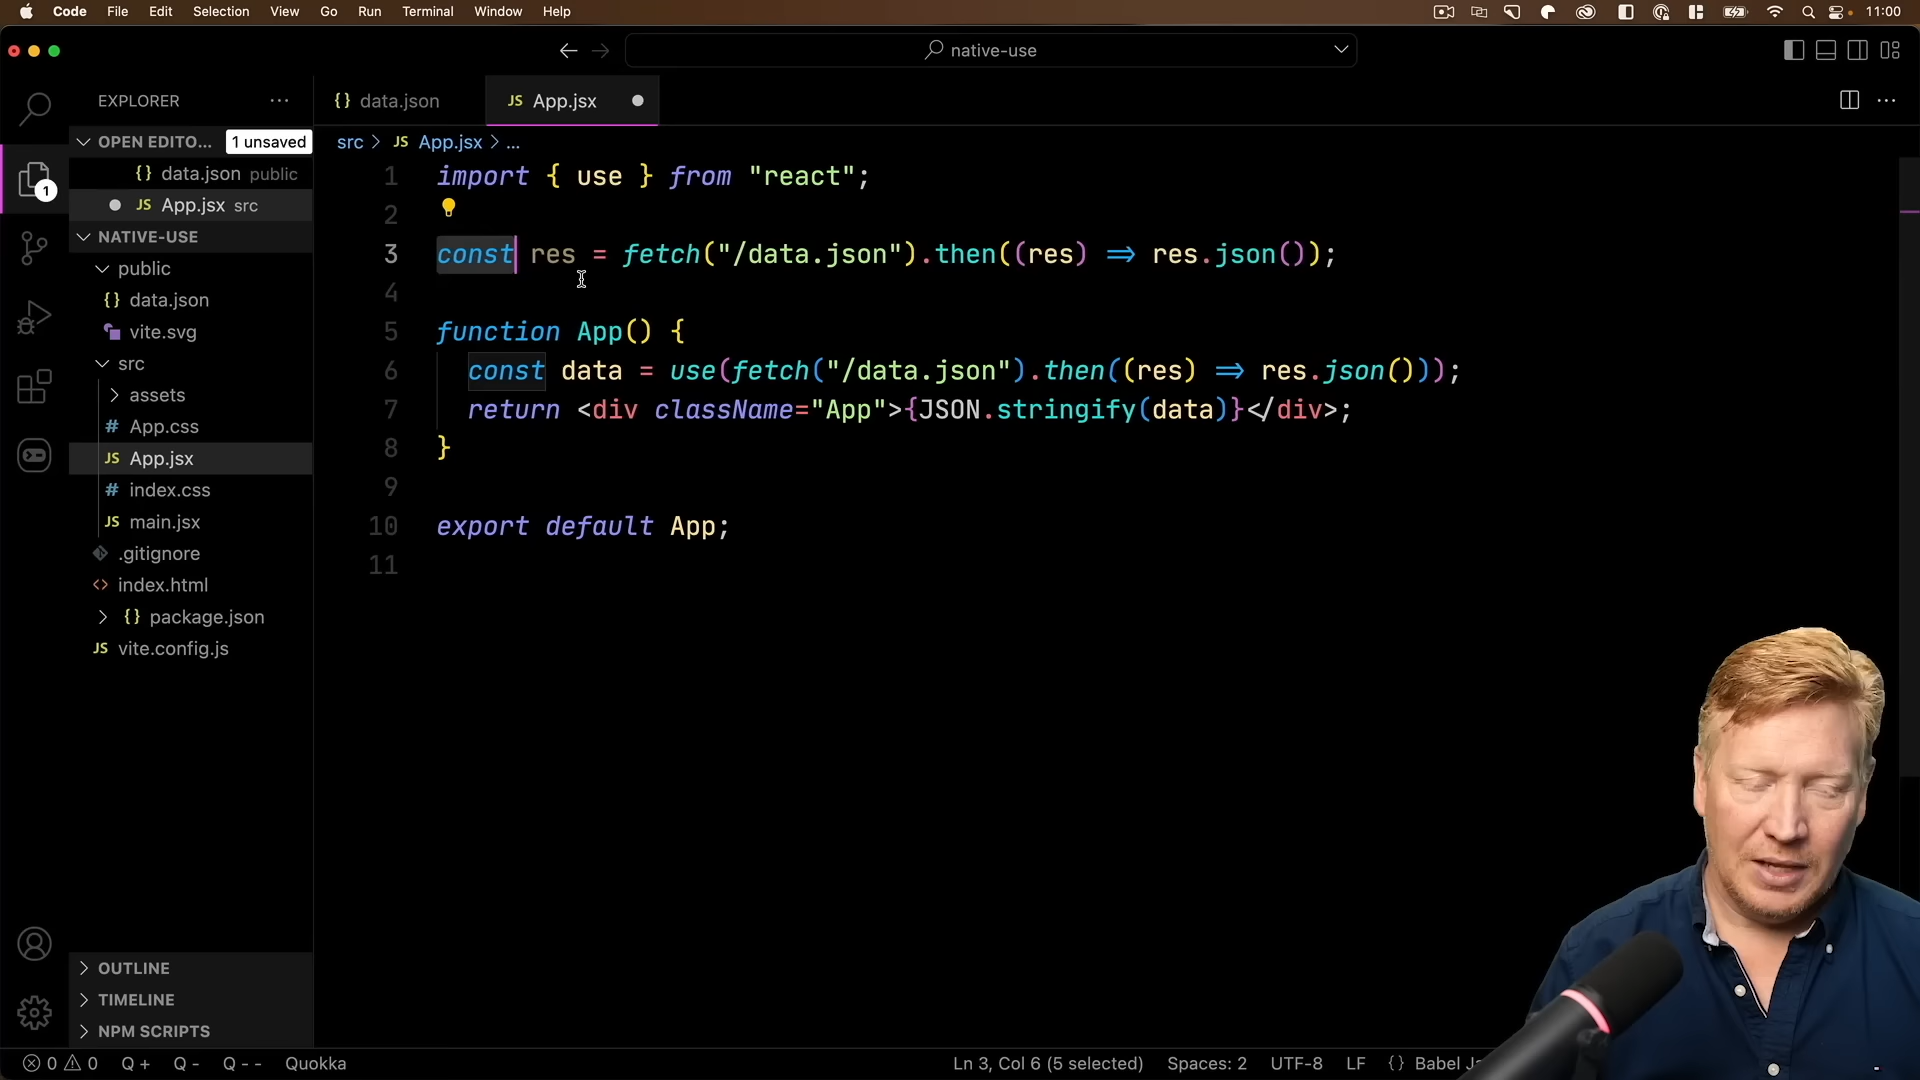 Code File Edit Selection View Go Run Terminal Window Help 11:00
native-use
EXPLORER
{} data.json
JS App.jsx
OPEN EDITO... 1 unsaved
src > JS App.jsx > ...
{} data.json public
JS App.jsx src
NATIVE-USE
public
{} data.json
vite.svg
src
assets
# App.css
JS App.jsx
# index.css
JS main.jsx
.gitignore
<> index.html
{} package.json
JS vite.config.js
1
OUTLINE
TIMELINE
NPM SCRIPTS
1 import { use } from "react";
2
3 const res = fetch("/data.json").then((res) => res.json());
4
5 function App() {
6 const data = use(fetch("/data.json").then((res) => res.json()));
7 return <div className="App">{JSON.stringify(data)}</div>;
8 }
9
10 export default App;
11
0 0 Q + Q - Q - - Quokka Ln 3, Col 6 (5 selected) Spaces: 2 UTF-8 LF {} Babel